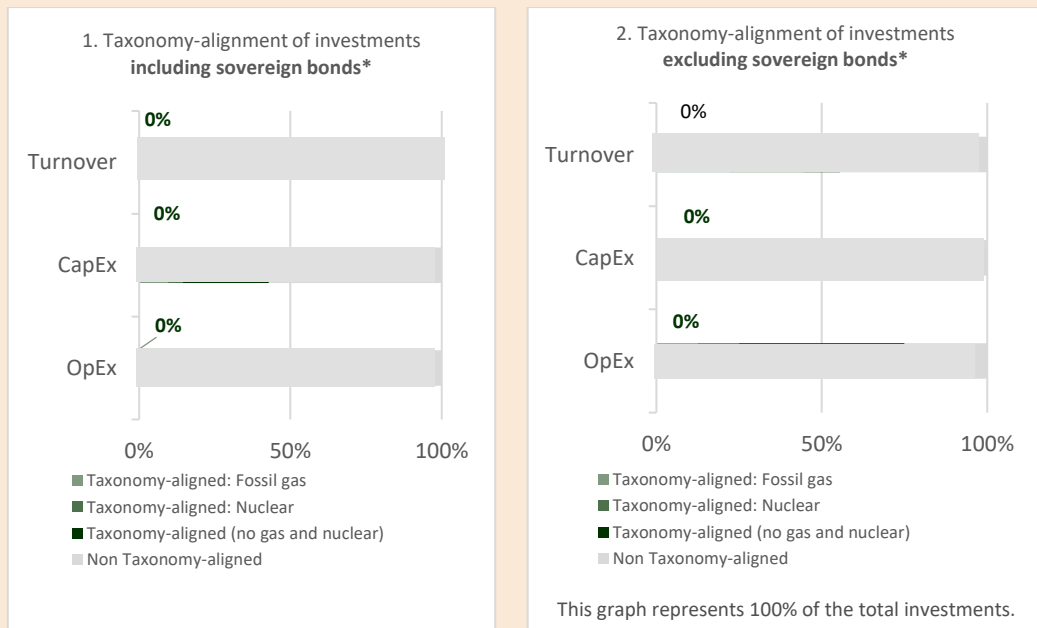 1. Taxonomy-alignment of investments
including sovereign bonds*
0%
Turnover
0%
CapEx
0%
OpEx
0% 50% 100%
Taxonomy-aligned: Fossil gas
Taxonomy-aligned: Nuclear
Taxonomy-aligned (no gas and nuclear)
Non Taxonomy-aligned
2. Taxonomy-alignment of investments
excluding sovereign bonds*
0%
Turnover
0%
CapEx
0%
OpEx
0% 50% 100%
Taxonomy-aligned: Fossil gas
Taxonomy-aligned: Nuclear
Taxonomy-aligned (no gas and nuclear)
Non Taxonomy-aligned
This graph represents 100% of the total investments.